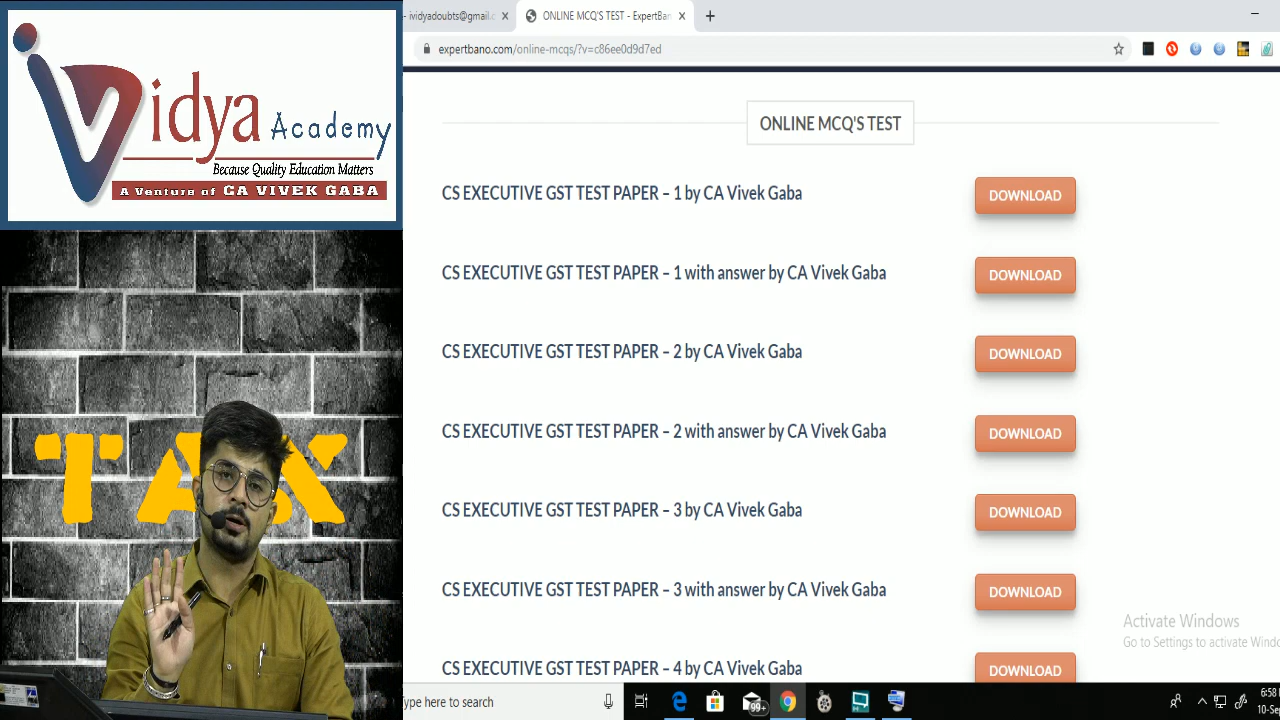 iVidya Academy
Because Quality Education Matters
A Venture of CA VIVEK GABA
TAX
- ividyadoubts@gmail.c
ONLINE MCQ'S TEST - ExpertBan
expertbano.com/online-mcqs/?v=c86ee0d9d7ed
ONLINE MCQ'S TEST
CS EXECUTIVE GST TEST PAPER – 1 by CA Vivek Gaba
DOWNLOAD
CS EXECUTIVE GST TEST PAPER – 1 with answer by CA Vivek Gaba
DOWNLOAD
CS EXECUTIVE GST TEST PAPER – 2 by CA Vivek Gaba
DOWNLOAD
CS EXECUTIVE GST TEST PAPER – 2 with answer by CA Vivek Gaba
DOWNLOAD
CS EXECUTIVE GST TEST PAPER – 3 by CA Vivek Gaba
DOWNLOAD
CS EXECUTIVE GST TEST PAPER – 3 with answer by CA Vivek Gaba
DOWNLOAD
CS EXECUTIVE GST TEST PAPER – 4 by CA Vivek Gaba
DOWNLOAD
Activate Windows
Go to Settings to activate Windo
ype here to search
99+
6:58
10-Se